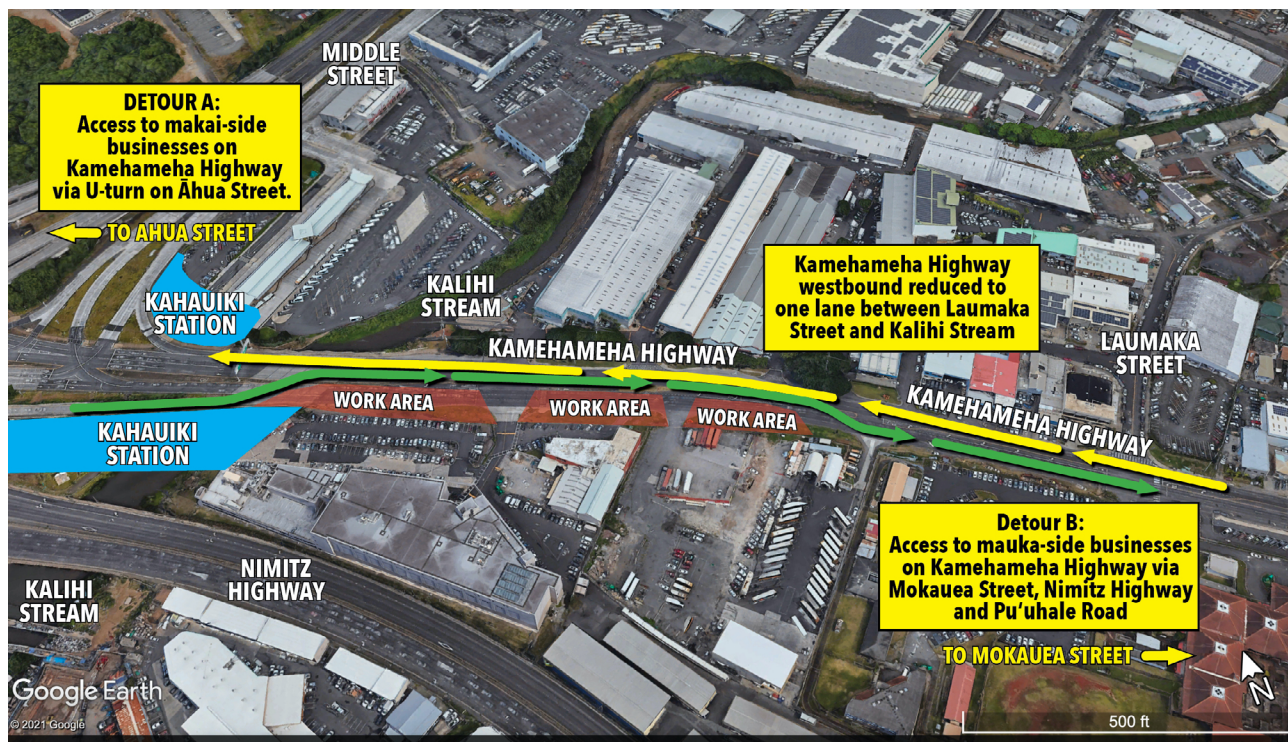 MIDDLE
STREET
DETOUR A:
Access to makai-side
businesses on
Kamehameha Highway
via U-turn on Āhua Street.
TO AHUA STREET
KAHAUIKI
STATION
KALIHI
STREAM
Kamehameha Highway
westbound reduced to
one lane between Laumaka
Street and Kalihi Stream
LAUMAKA
STREET
KAMEHAMEHA HIGHWAY
KAMEHAMEHA HIGHWAY
WORK AREA
WORK AREA
WORK AREA
KAHAUIKI
STATION
Detour B:
Access to mauka-side businesses
on Kamehameha Highway via
Mokauea Street, Nimitz Highway
and Puʻuhale Road
TO MOKAUEA STREET
NIMITZ
HIGHWAY
KALIHI
STREAM
Google Earth
© 2021 Google
500 ft
N